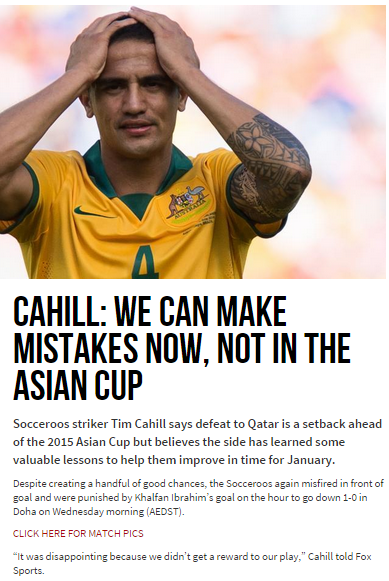 AUSTRALIA
4
CAHILL: WE CAN MAKE
MISTAKES NOW, NOT IN THE
ASIAN CUP
Socceroos striker Tim Cahill says defeat to Qatar is a setback ahead
of the 2015 Asian Cup but believes the side has learned some
valuable lessons to help them improve in time for January.
Despite creating a handful of good chances, the Socceroos again misfired in front of
goal and were punished by Khalfan Ibrahim's goal on the hour to go down 1-0 in
Doha on Wednesday morning (AEDST).
CLICK HERE FOR MATCH PICS
“It was disappointing because we didn’t get a reward to our play,” Cahill told Fox
Sports.